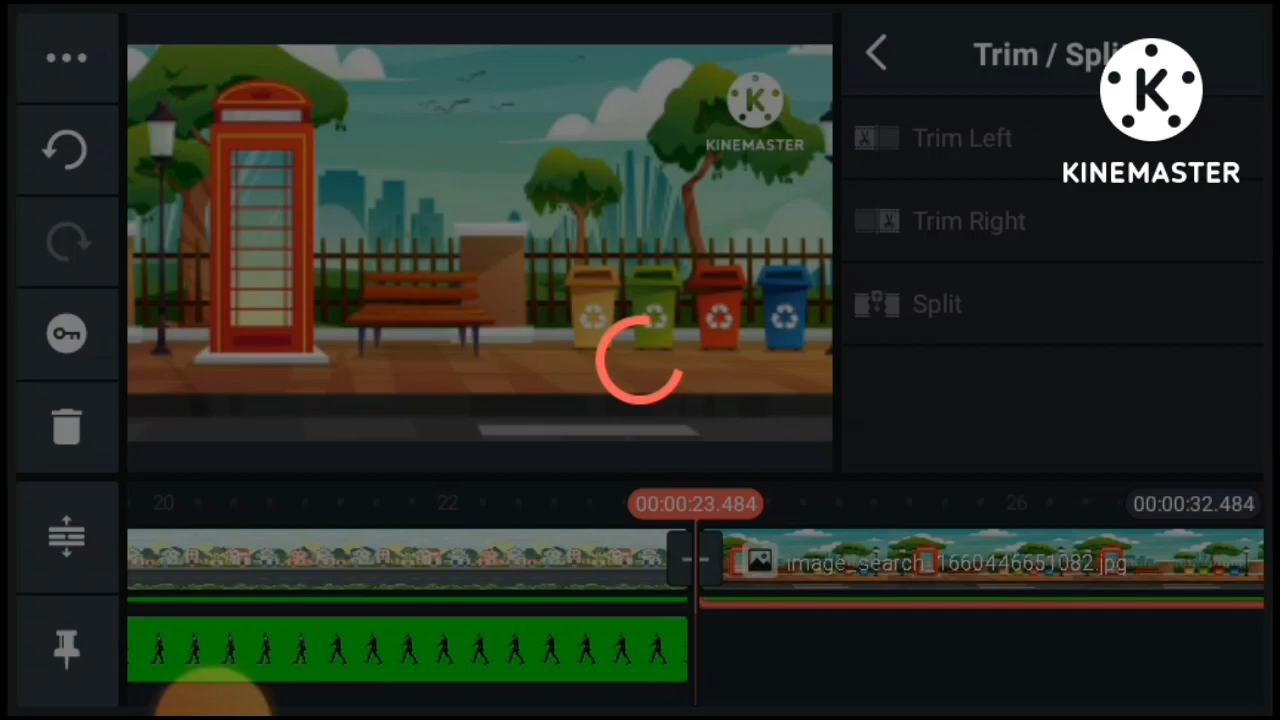 Trim / Spli
KINEMASTER
KINEMASTER
Trim Left
Trim Right
Split
20
22
00:00:23.484
26
00:00:32.484
image_search_1660446651082.jpg